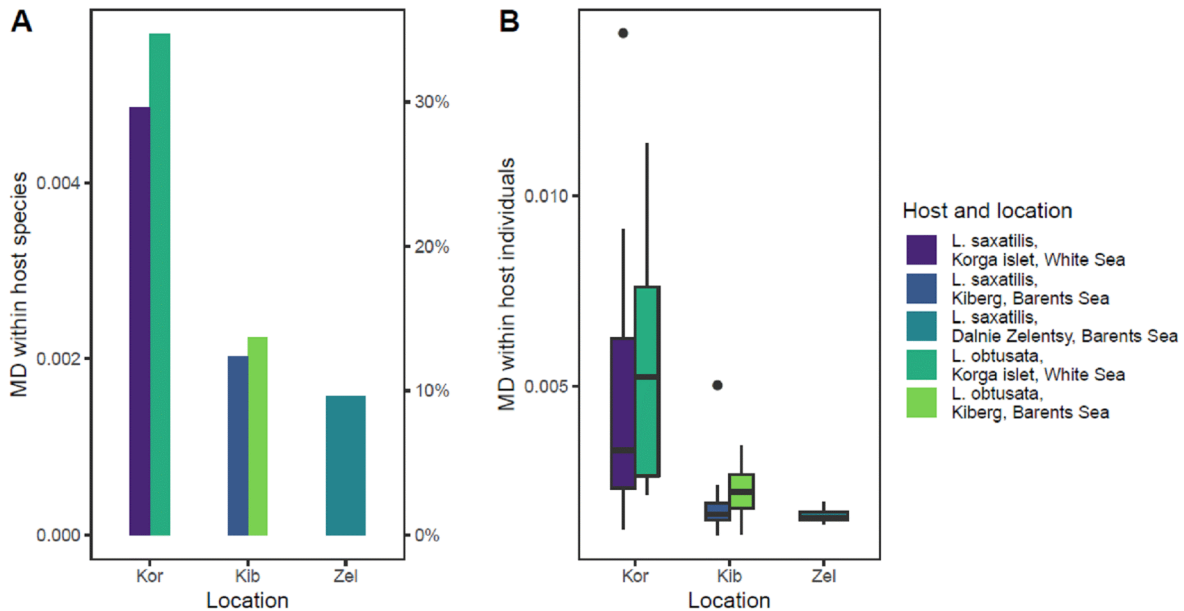 A
MD within host species
0.004
0.002
0.000
30%
20%
10%
0%
Kor
Kib
Zel
Location
B
MD within host individuals
0.010
0.005
Kor
Kib
Zel
Location
Host and location
L. saxatilis,
Korga islet, White Sea
L. saxatilis,
Kiberg, Barents Sea
L. saxatilis,
Dalnie Zelentsy, Barents Sea
L. obtusata,
Korga islet, White Sea
L. obtusata,
Kiberg, Barents Sea